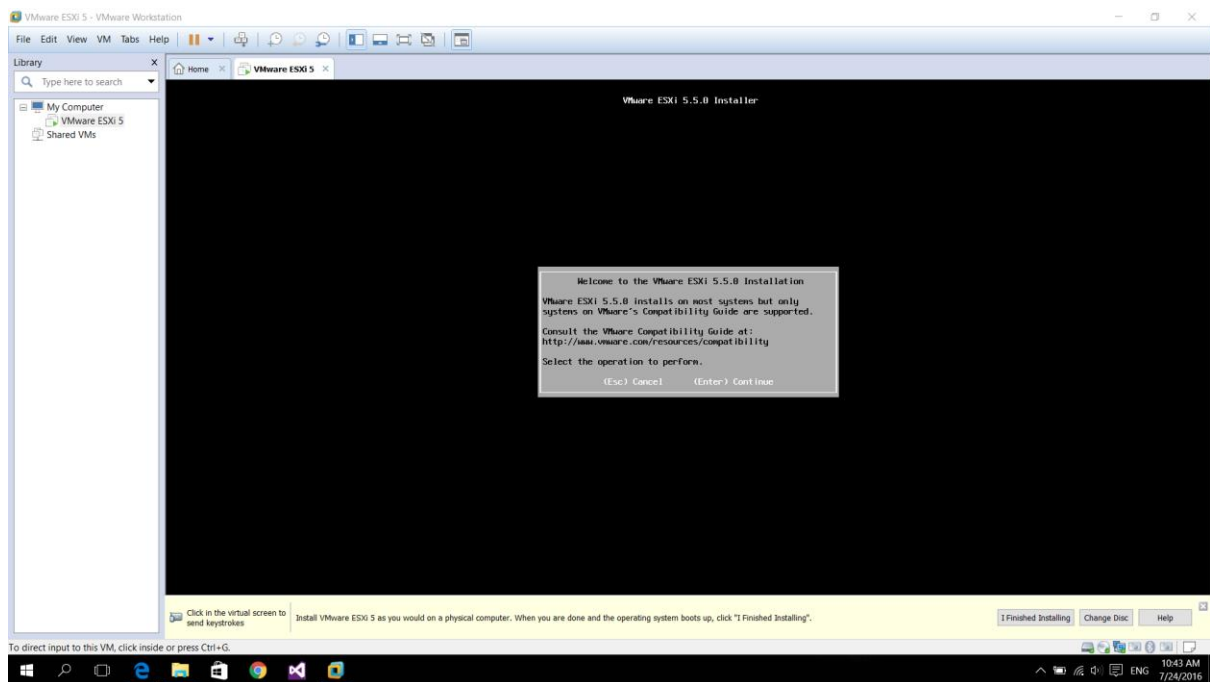 VMware ESXi 5 - VMware Workstation
File Edit View VM Tabs Help
Library X
Home × VMware ESXi 5 ×
Type here to search
My Computer
VMware ESXi 5
Shared VMs
VMware ESXi 5.5.0 Installer
Welcome to the VMware ESXi 5.5.0 Installation
VMware ESXi 5.5.0 installs on most systems but only
systems on VMware's Compatibility Guide are supported.
Consult the VMware Compatibility Guide at:
http://www.vmware.com/resources/compatibility
Select the operation to perform.
(Esc) Cancel (Enter) Continue
Click in the virtual screen to
send keystrokes
Install VMware ESXi 5 as you would on a physical computer. When you are done and the operating system boots up, click "I Finished Installing".
I Finished Installing Change Disc Help
To direct input to this VM, click inside or press Ctrl+G.
ENG
10:43 AM
7/24/2016